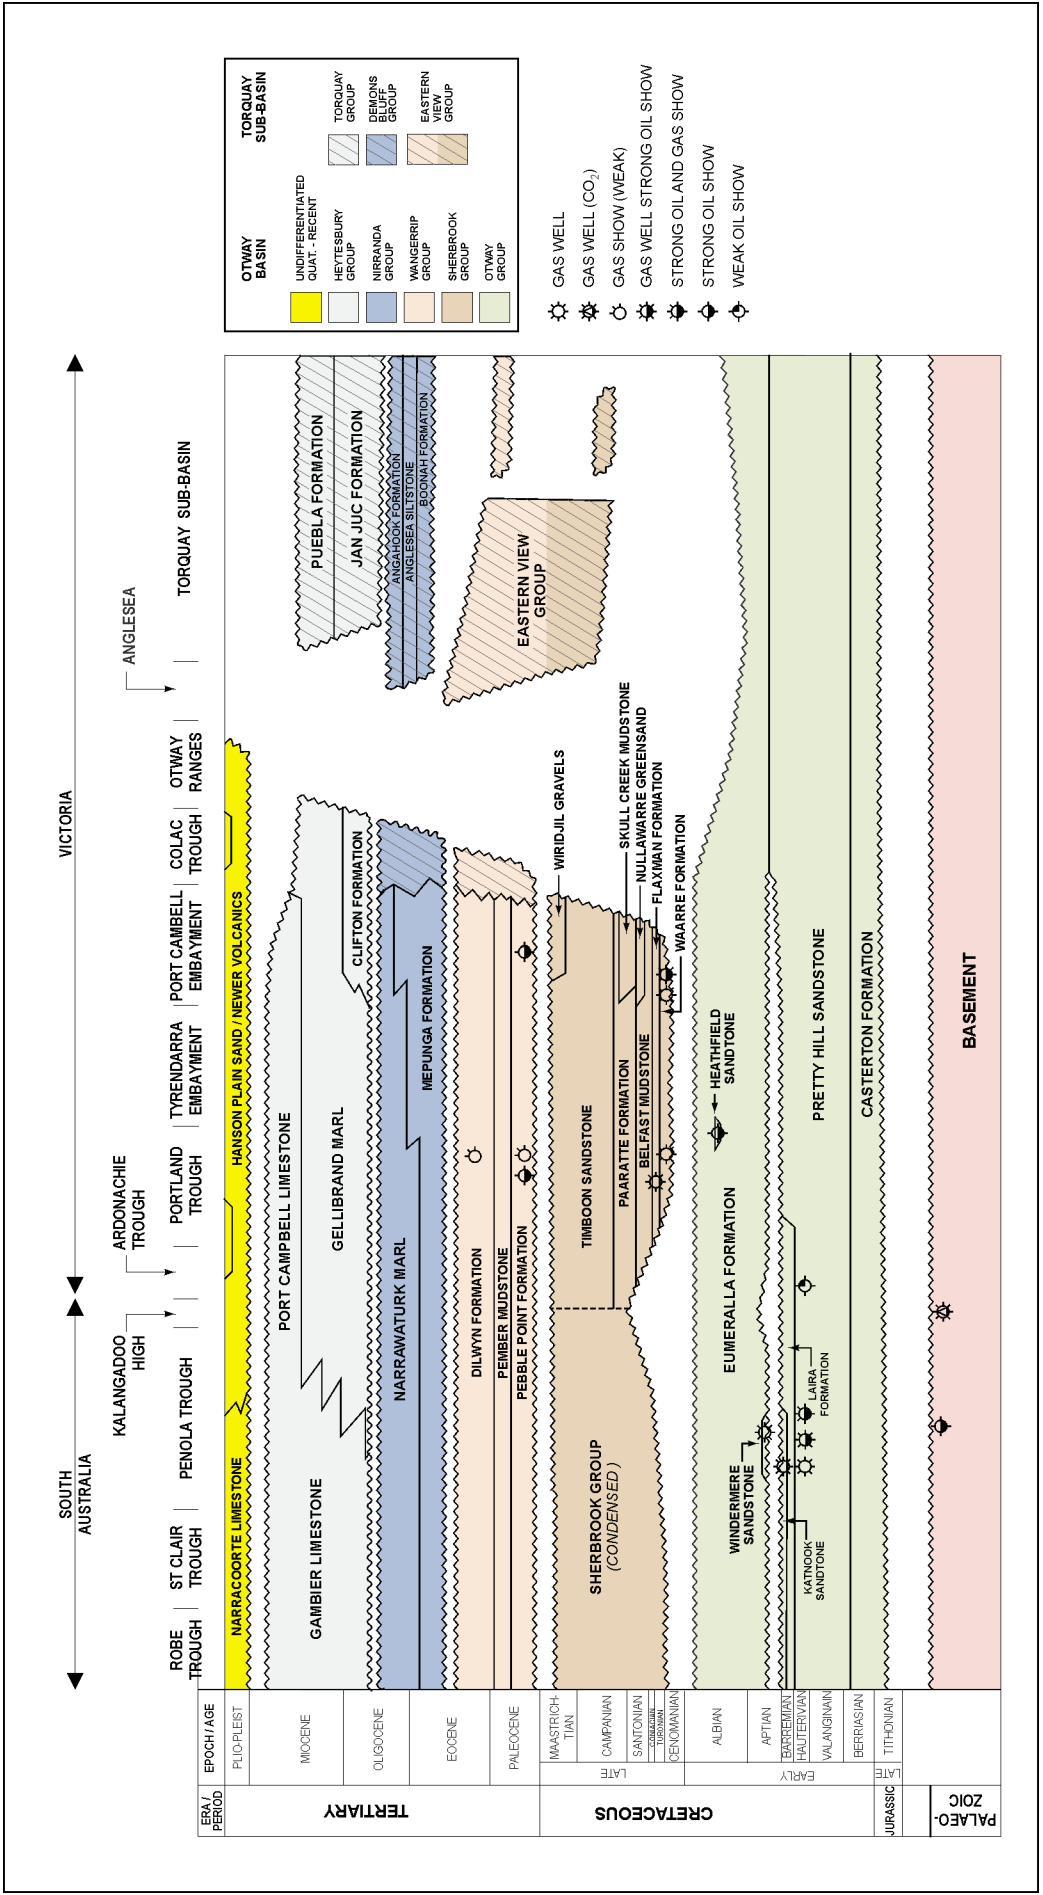 SOUTH
AUSTRALIA
VICTORIA
KALANGADOO
HIGH
ARDONACHIE
TROUGH
ANGLESEA
ROBE
TROUGH
ST CLAIR
TROUGH
PENOLA TROUGH
PORTLAND
TROUGH
TYRENDARRA
EMBAYMENT
PORT CAMBELL
EMBAYMENT
COLAC
TROUGH
OTWAY
RANGES
TORQUAY SUB-BASIN
ERA /
PERIOD
EPOCH / AGE
TERTIARY
CRETACEOUS
JURASSIC
PALAEO-
ZOIC
LATE
EARLY
LATE
PLIO-PLEIST
MIOCENE
OLIGOCENE
EOCENE
PALEOCENE
MAASTRICH-
TIAN
CAMPANIAN
SANTONIAN
CONIACIAN
TURONIAN
CENOMANIAN
ALBIAN
APTIAN
BARREMIAN
HAUTERIVIAN
VALANGINAIN
BERRIASIAN
TITHONIAN
NARRACOORTE LIMESTONE
HANSON PLAIN SAND / NEWER VOLCANICS
GAMBIER LIMESTONE
PORT CAMPBELL LIMESTONE
GELLIBRAND MARL
CLIFTON FORMATION
PUEBLA FORMATION
JAN JUC FORMATION
NARRAWATURK MARL
MEPUNGA FORMATION
ANGAHOOK FORMATION
ANGLESEA SILTSTONE
BOONAH FORMATION
DILWYN FORMATION
PEMBER MUDSTONE
PEBBLE POINT FORMATION
EASTERN VIEW
GROUP
SHERBROOK GROUP
(CONDENSED )
TIMBOON SANDSTONE
PAARATTE FORMATION
BELFAST MUDSTONE
WIRIDJIL GRAVELS
SKULL CREEK MUDSTONE
NULLAWARRE GREENSAND
FLAXMAN FORMATION
WAARRE FORMATION
EUMERALLA FORMATION
HEATHFIELD
SANDTONE
WINDERMERE
SANDSTONE
KATNOOK
SANDTONE
LAIRA
FORMATION
PRETTY HILL SANDSTONE
CASTERTON FORMATION
BASEMENT
OTWAY
BASIN
TORQUAY
SUB-BASIN
UNDIFFERENTIATED
QUAT. - RECENT
HEYTESBURY
GROUP
TORQUAY
GROUP
NIRRANDA
GROUP
DEMONS
BLUFF
GROUP
WANGERRIP
GROUP
EASTERN
VIEW
GROUP
SHERBROOK
GROUP
OTWAY
GROUP
GAS WELL
GAS WELL (CO2)
GAS SHOW (WEAK)
GAS WELL STRONG OIL SHOW
STRONG OIL AND GAS SHOW
STRONG OIL SHOW
WEAK OIL SHOW